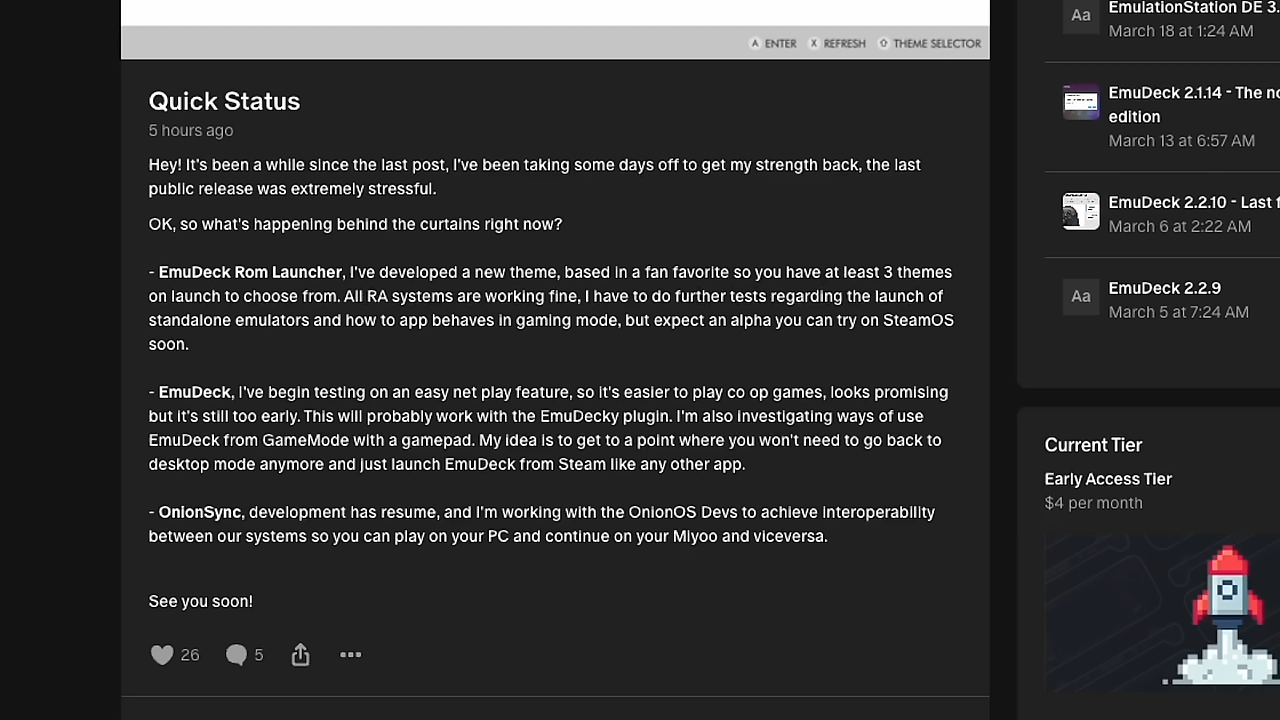 A ENTER X REFRESH THEME SELECTOR
Quick Status
5 hours ago
Hey! It's been a while since the last post, I've been taking some days off to get my strength back, the last
public release was extremely stressful.
OK, so what's happening behind the curtains right now?
- EmuDeck Rom Launcher, I've developed a new theme, based in a fan favorite so you have at least 3 themes
on launch to choose from. All RA systems are working fine, I have to do further tests regarding the launch of
standalone emulators and how to app behaves in gaming mode, but expect an alpha you can try on SteamOS
soon.
- EmuDeck, I've begin testing on an easy net play feature, so it's easier to play co op games, looks promising
but it's still too early. This will probably work with the EmuDecky plugin. I'm also investigating ways of use
EmuDeck from GameMode with a gamepad. My idea is to get to a point where you won't need to go back to
desktop mode anymore and just launch EmuDeck from Steam like any other app.
- OnionSync, development has resume, and I'm working with the OnionOS Devs to achieve interoperability
between our systems so you can play on your PC and continue on your Miyoo and viceversa.
See you soon!
26 5
Aa
EmulationStation DE 3.
March 18 at 1:24 AM
EmuDeck 2.1.14 - The no
edition
March 13 at 6:57 AM
EmuDeck 2.2.10 - Last f
March 6 at 2:22 AM
Aa
EmuDeck 2.2.9
March 5 at 7:24 AM
Current Tier
Early Access Tier
$4 per month